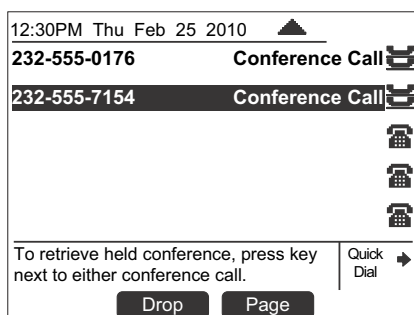 12:30PM Thu Feb 25 2010
232-555-0176 Conference Call
232-555-7154 Conference Call
To retrieve held conference, press key
next to either conference call.
Quick
Dial
Drop Page